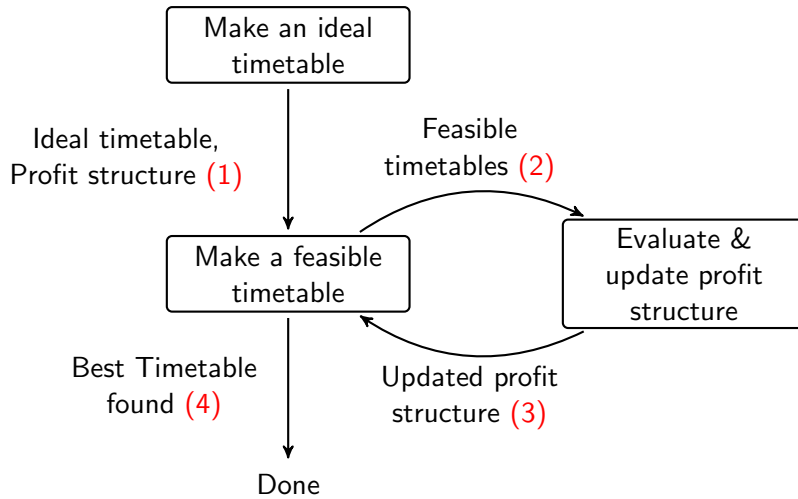 Make an ideal
timetable
Ideal timetable,
Profit structure (1)
Feasible
timetables (2)
Make a feasible
timetable
Evaluate &
update profit
structure
Best Timetable
found (4)
Updated profit
structure (3)
Done